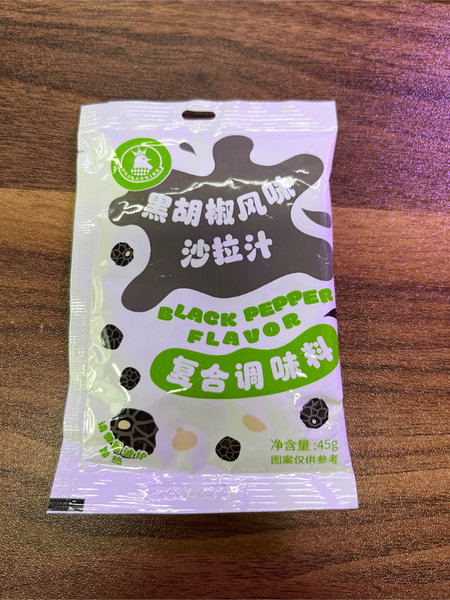 黑胡椒风味
沙拉汁
BLACK PEPPER
FLAVOR
复合调味料
净含量:45g
图案仅供参考